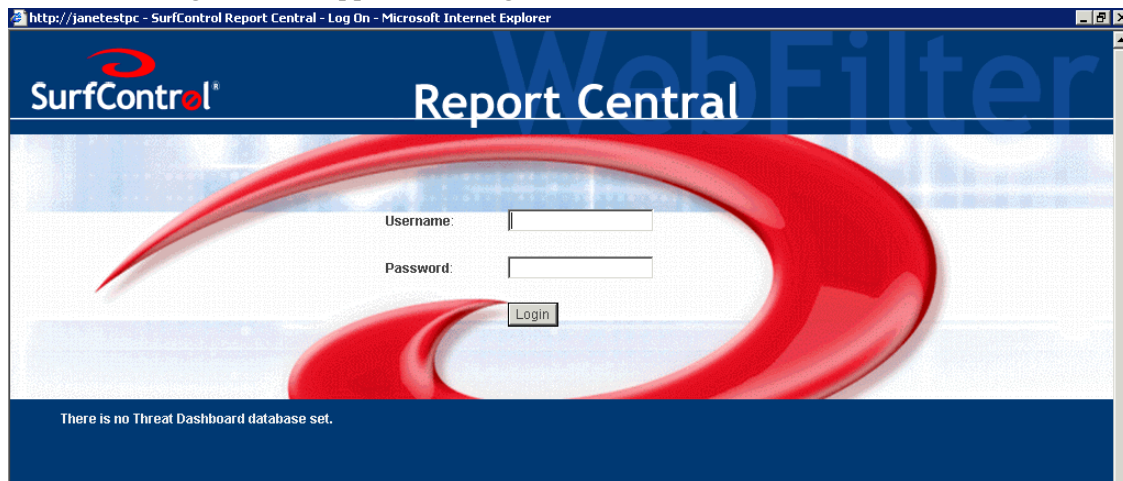 http://janetestpc - SurfControl Report Central - Log On - Microsoft Internet Explorer
WebFilter
SurfControl®
Report Central
Username:
Password:
Login
There is no Threat Dashboard database set.